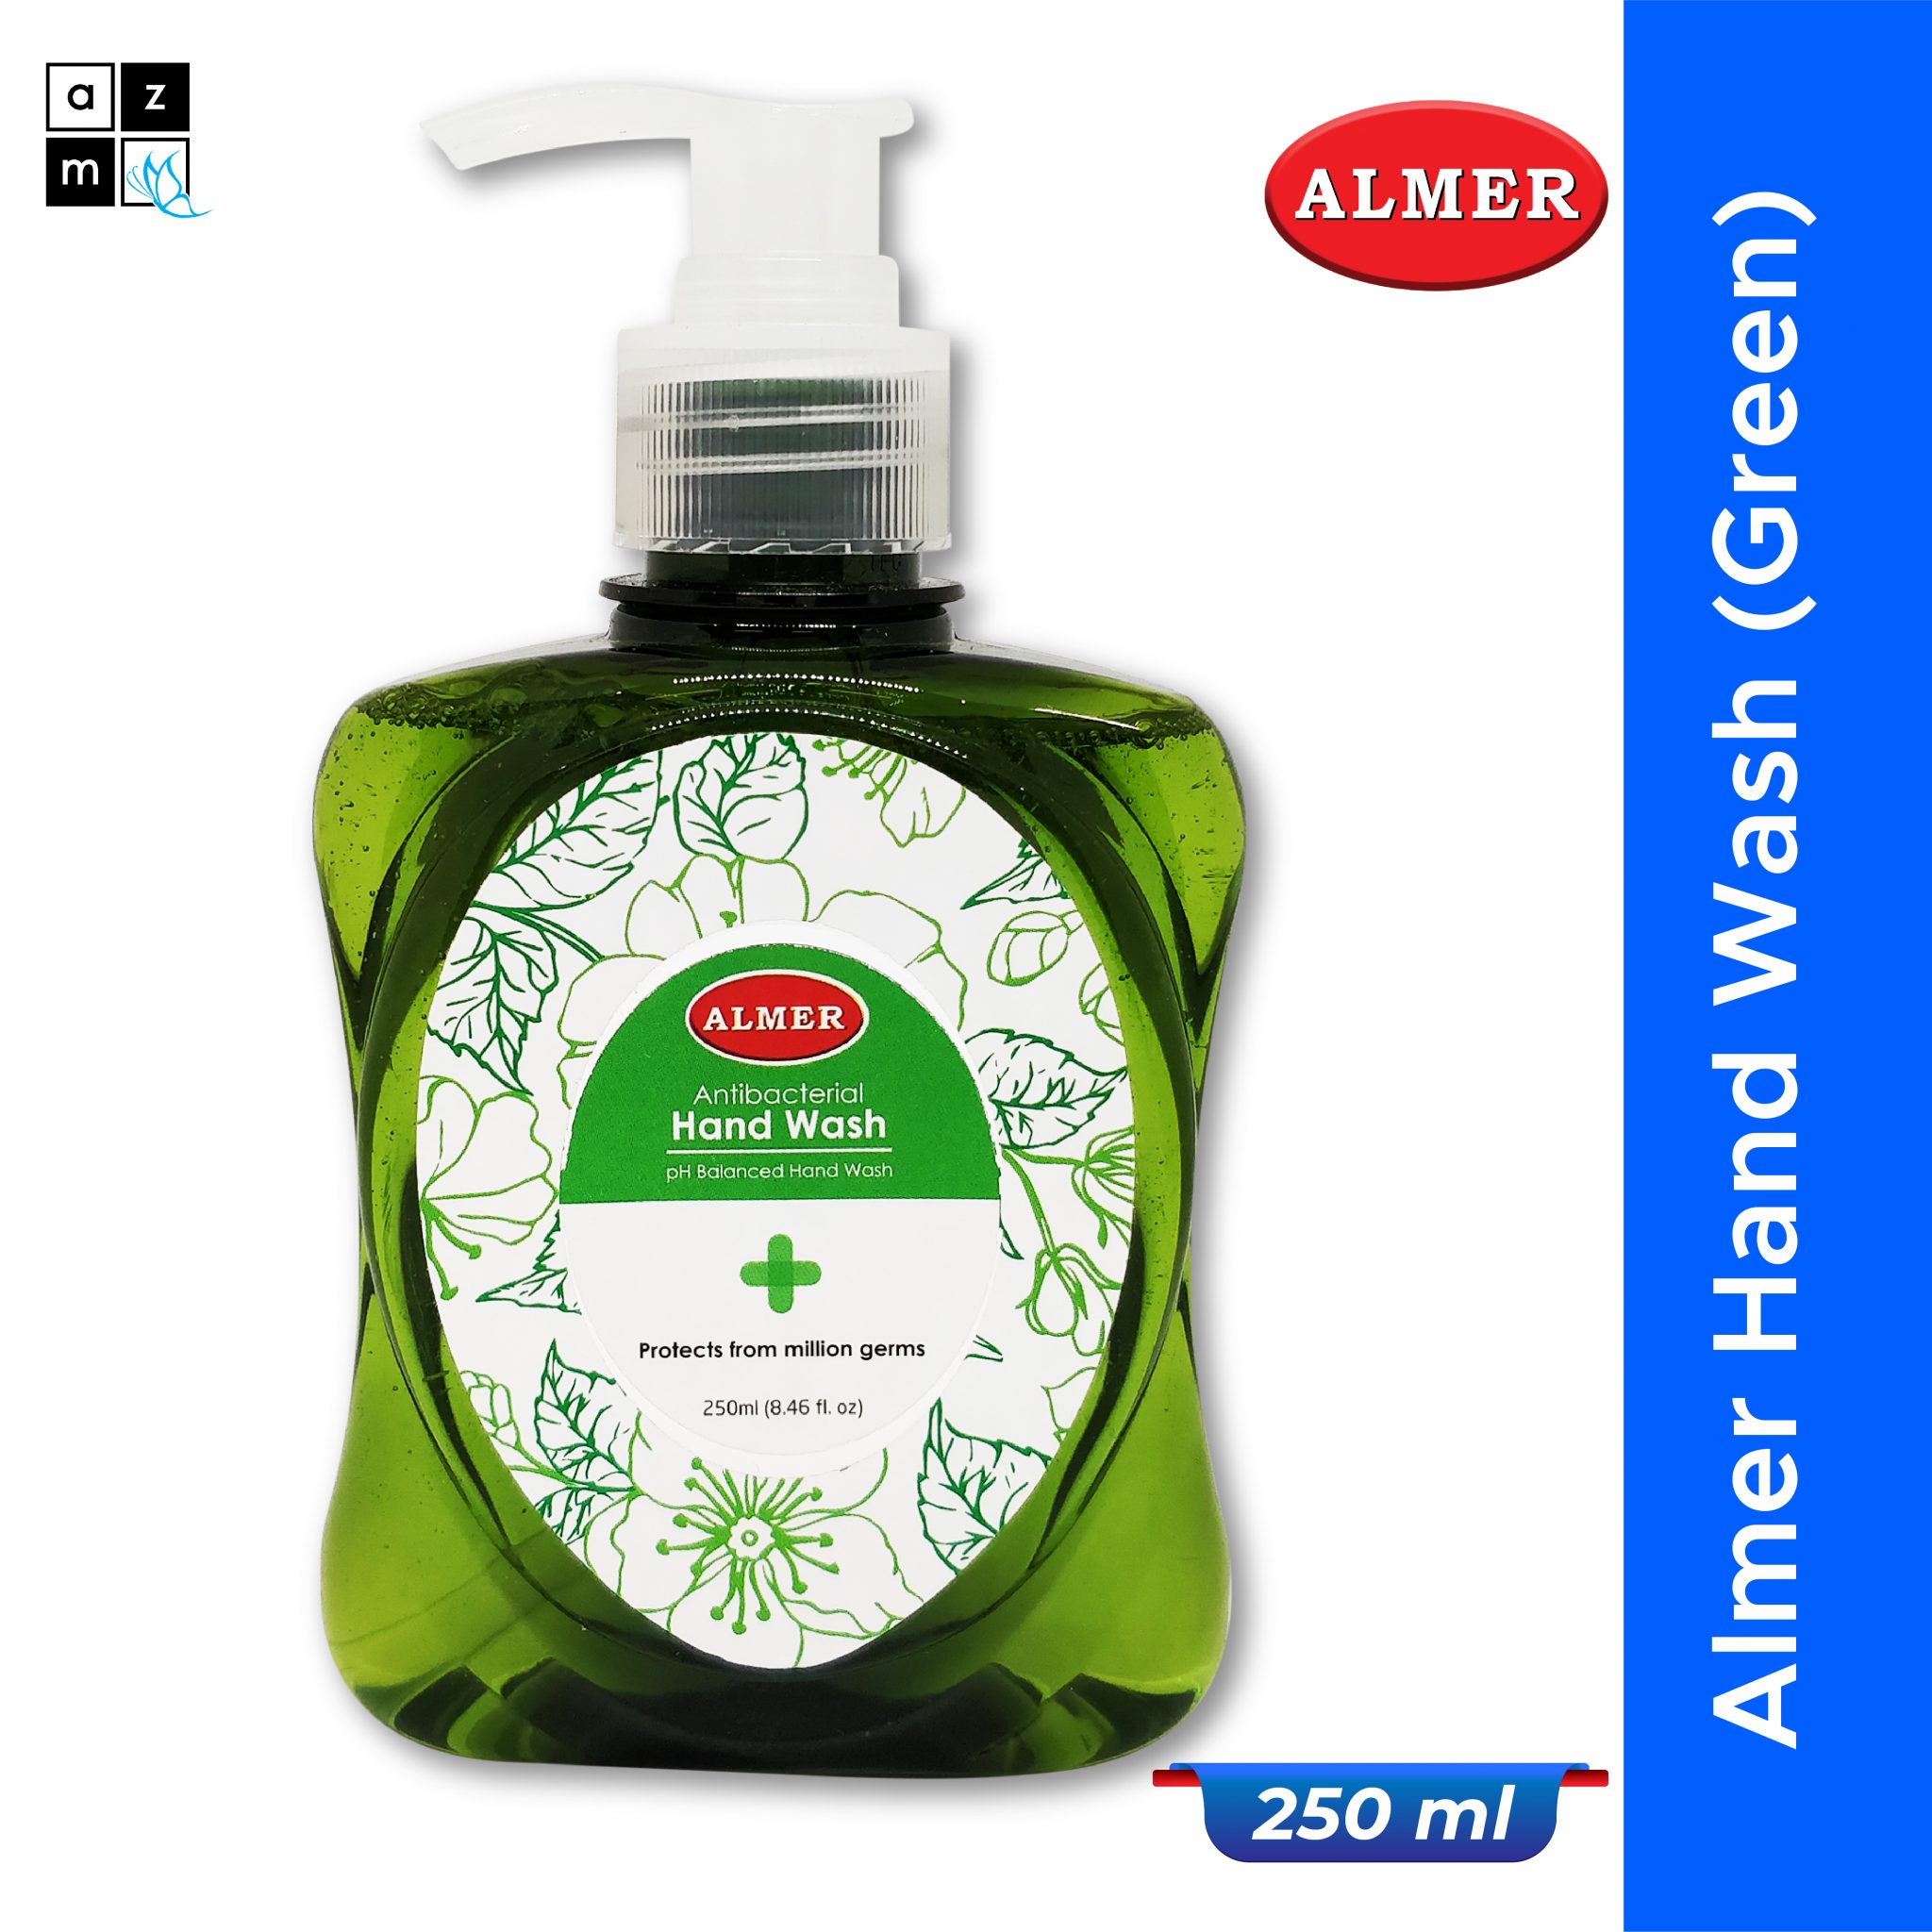 a z
m
ALMER
ALMER
Antibacterial
Hand Wash
pH Balanced Hand Wash
Protects from million germs
250ml (8.46 fl. oz)
250 ml
Almer Hand Wash (Green)